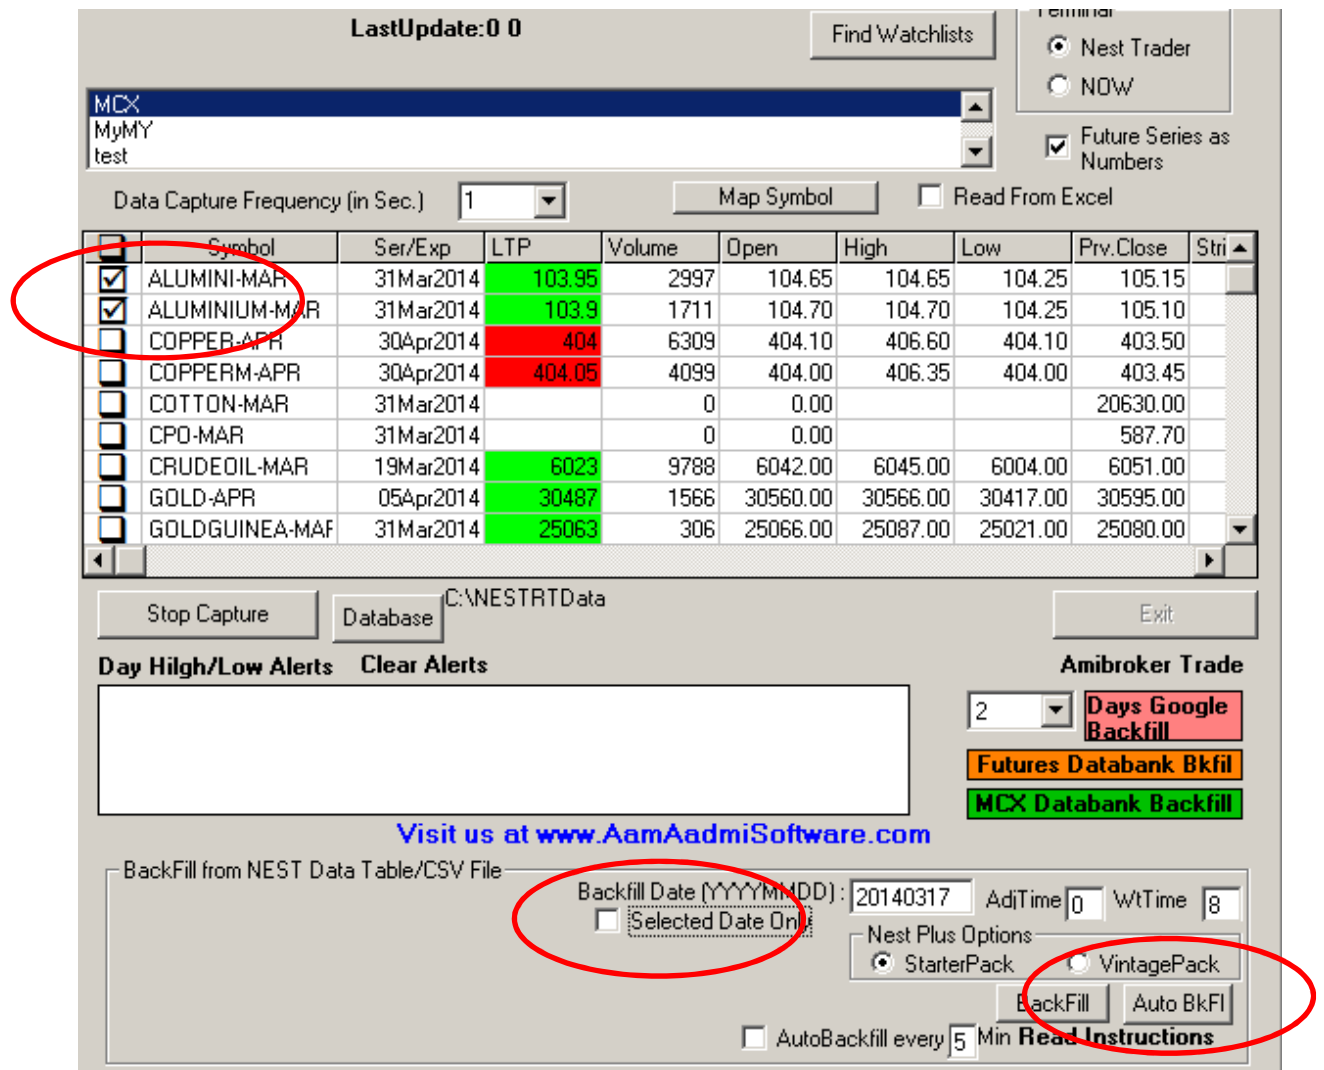 Terminal
LastUpdate:0 0
Find Watchlists
Nest Trader
NOW
MCX
MyMY
test
Future Series as
Numbers
Data Capture Frequency (in Sec.) 1
Map Symbol
Read From Excel
Symbol Ser/Exp LTP Volume Open High Low Prv.Close Stri
ALUMINI-MAR 31Mar2014 103.95 2997 104.65 104.65 104.25 105.15
ALUMINIUM-MAR 31Mar2014 103.9 1711 104.70 104.70 104.25 105.10
COPPER-APR 30Apr2014 404 6309 404.10 406.60 404.10 403.50
COPPERM-APR 30Apr2014 404.05 4099 404.00 406.35 404.00 403.45
COTTON-MAR 31Mar2014 0 0.00 20630.00
CPO-MAR 31Mar2014 0 0.00 587.70
CRUDEOIL-MAR 19Mar2014 6023 9788 6042.00 6045.00 6004.00 6051.00
GOLD-APR 05Apr2014 30487 1566 30560.00 30566.00 30417.00 30595.00
GOLDGUINEA-MAR 31Mar2014 25063 306 25066.00 25087.00 25021.00 25080.00
Stop Capture
Database
C:\NESTRTData
Exit
Day Hilgh/Low Alerts Clear Alerts
Amibroker Trade
2
Days Google
Backfill
Futures Databank Bkfil
MCX Databank Backfill
Visit us at www.AamAadmiSoftware.com
BackFill from NEST Data Table/CSV File
Backfill Date (YYYYMMDD) : 20140317 AdjTime 0 WtTime 8
Selected Date Only
Nest Plus Options
StarterPack VintagePack
BackFill Auto BkFl
AutoBackfill every 5 Min Read Instructions